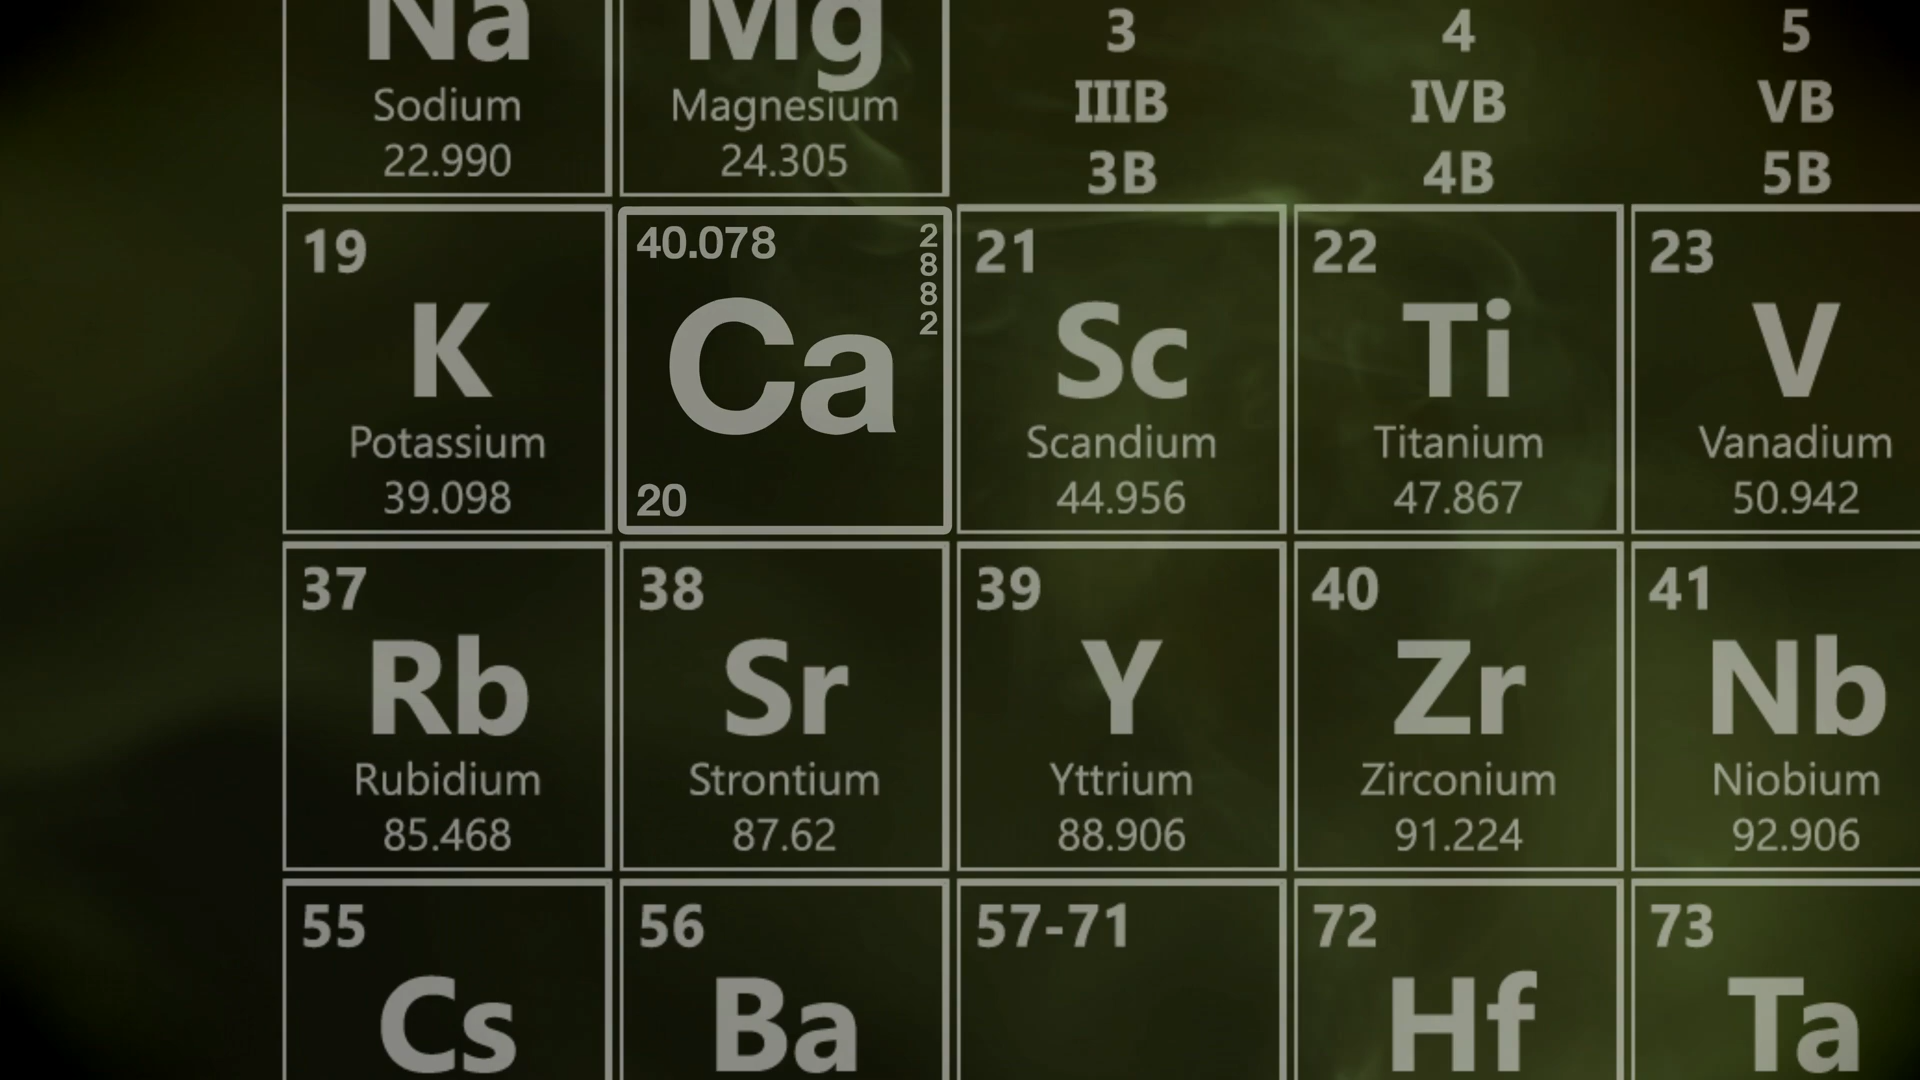 Na
Sodium
22.990
Mg
Magnesium
24.305
3
IIIB
3B
4
IVB
4B
5
VB
5B
19
K
Potassium
39.098
40.078
2
8
8
2
Ca
20
21
Sc
Scandium
44.956
22
Ti
Titanium
47.867
23
V
Vanadium
50.942
37
Rb
Rubidium
85.468
38
Sr
Strontium
87.62
39
Y
Yttrium
88.906
40
Zr
Zirconium
91.224
41
Nb
Niobium
92.906
55
Cs
56
Ba
57-71
72
Hf
73
Ta